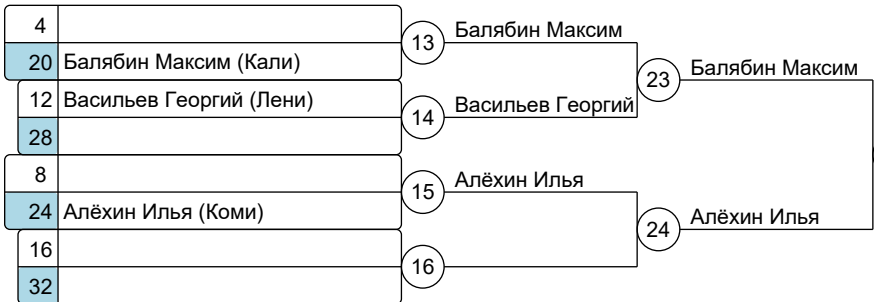 4
20 Балябин Максим (Кали)
12 Васильев Георгий (Лени)
28
8
24 Алёхин Илья (Коми)
16
32
13 Балябин Максим
14 Васильев Георгий
15 Алёхин Илья
16
23 Балябин Максим
24 Алёхин Илья